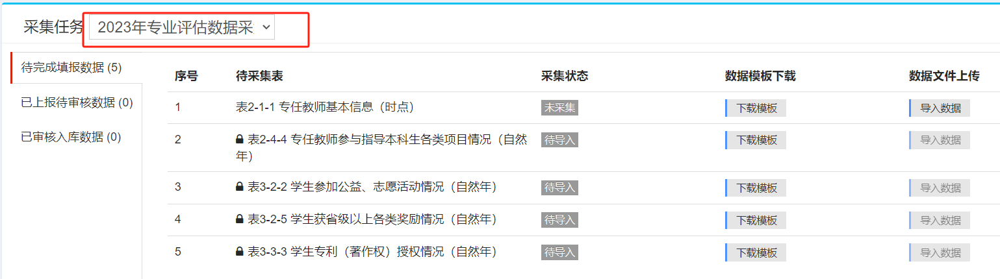 采集任务 2023年专业评估数据采
待完成填报数据 (5)
已上报待审核数据 (0)
已审核入库数据 (0)
序号 待采集表 采集状态 数据模板下载 数据文件上传
1 表2-1-1 专任教师基本信息（时点） 未采集 下载模板 导入数据
2 表2-4-4 专任教师参与指导本科生各类项目情况（自然 待导入 下载模板 导入数据
年）
3 表3-2-2 学生参加公益、志愿活动情况（自然年） 待导入 下载模板 导入数据
4 表3-2-5 学生获省级以上各类奖励情况（自然年） 待导入 下载模板 导入数据
5 表3-3-3 学生专利（著作权）授权情况（自然年） 待导入 下载模板 导入数据